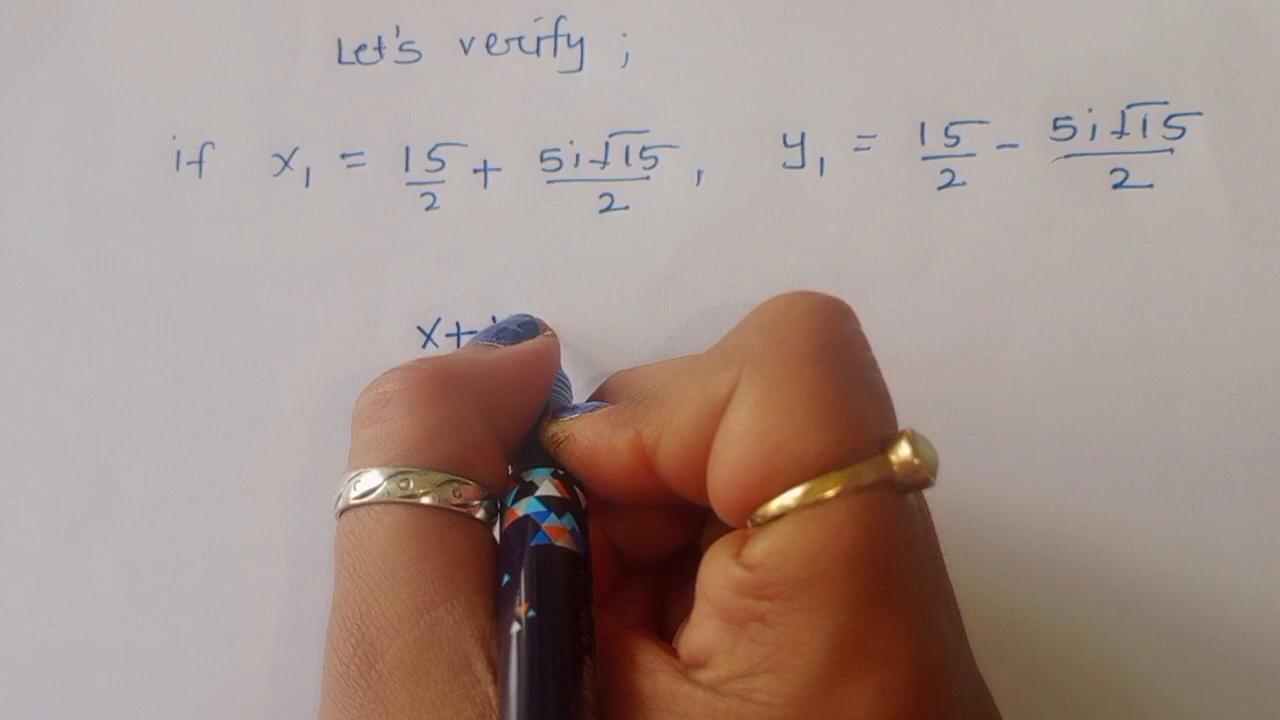 Let's verify ;
if x₁ = 15/2 + 5i√15/2 , y₁ = 15/2 - 5i√15/2
x+